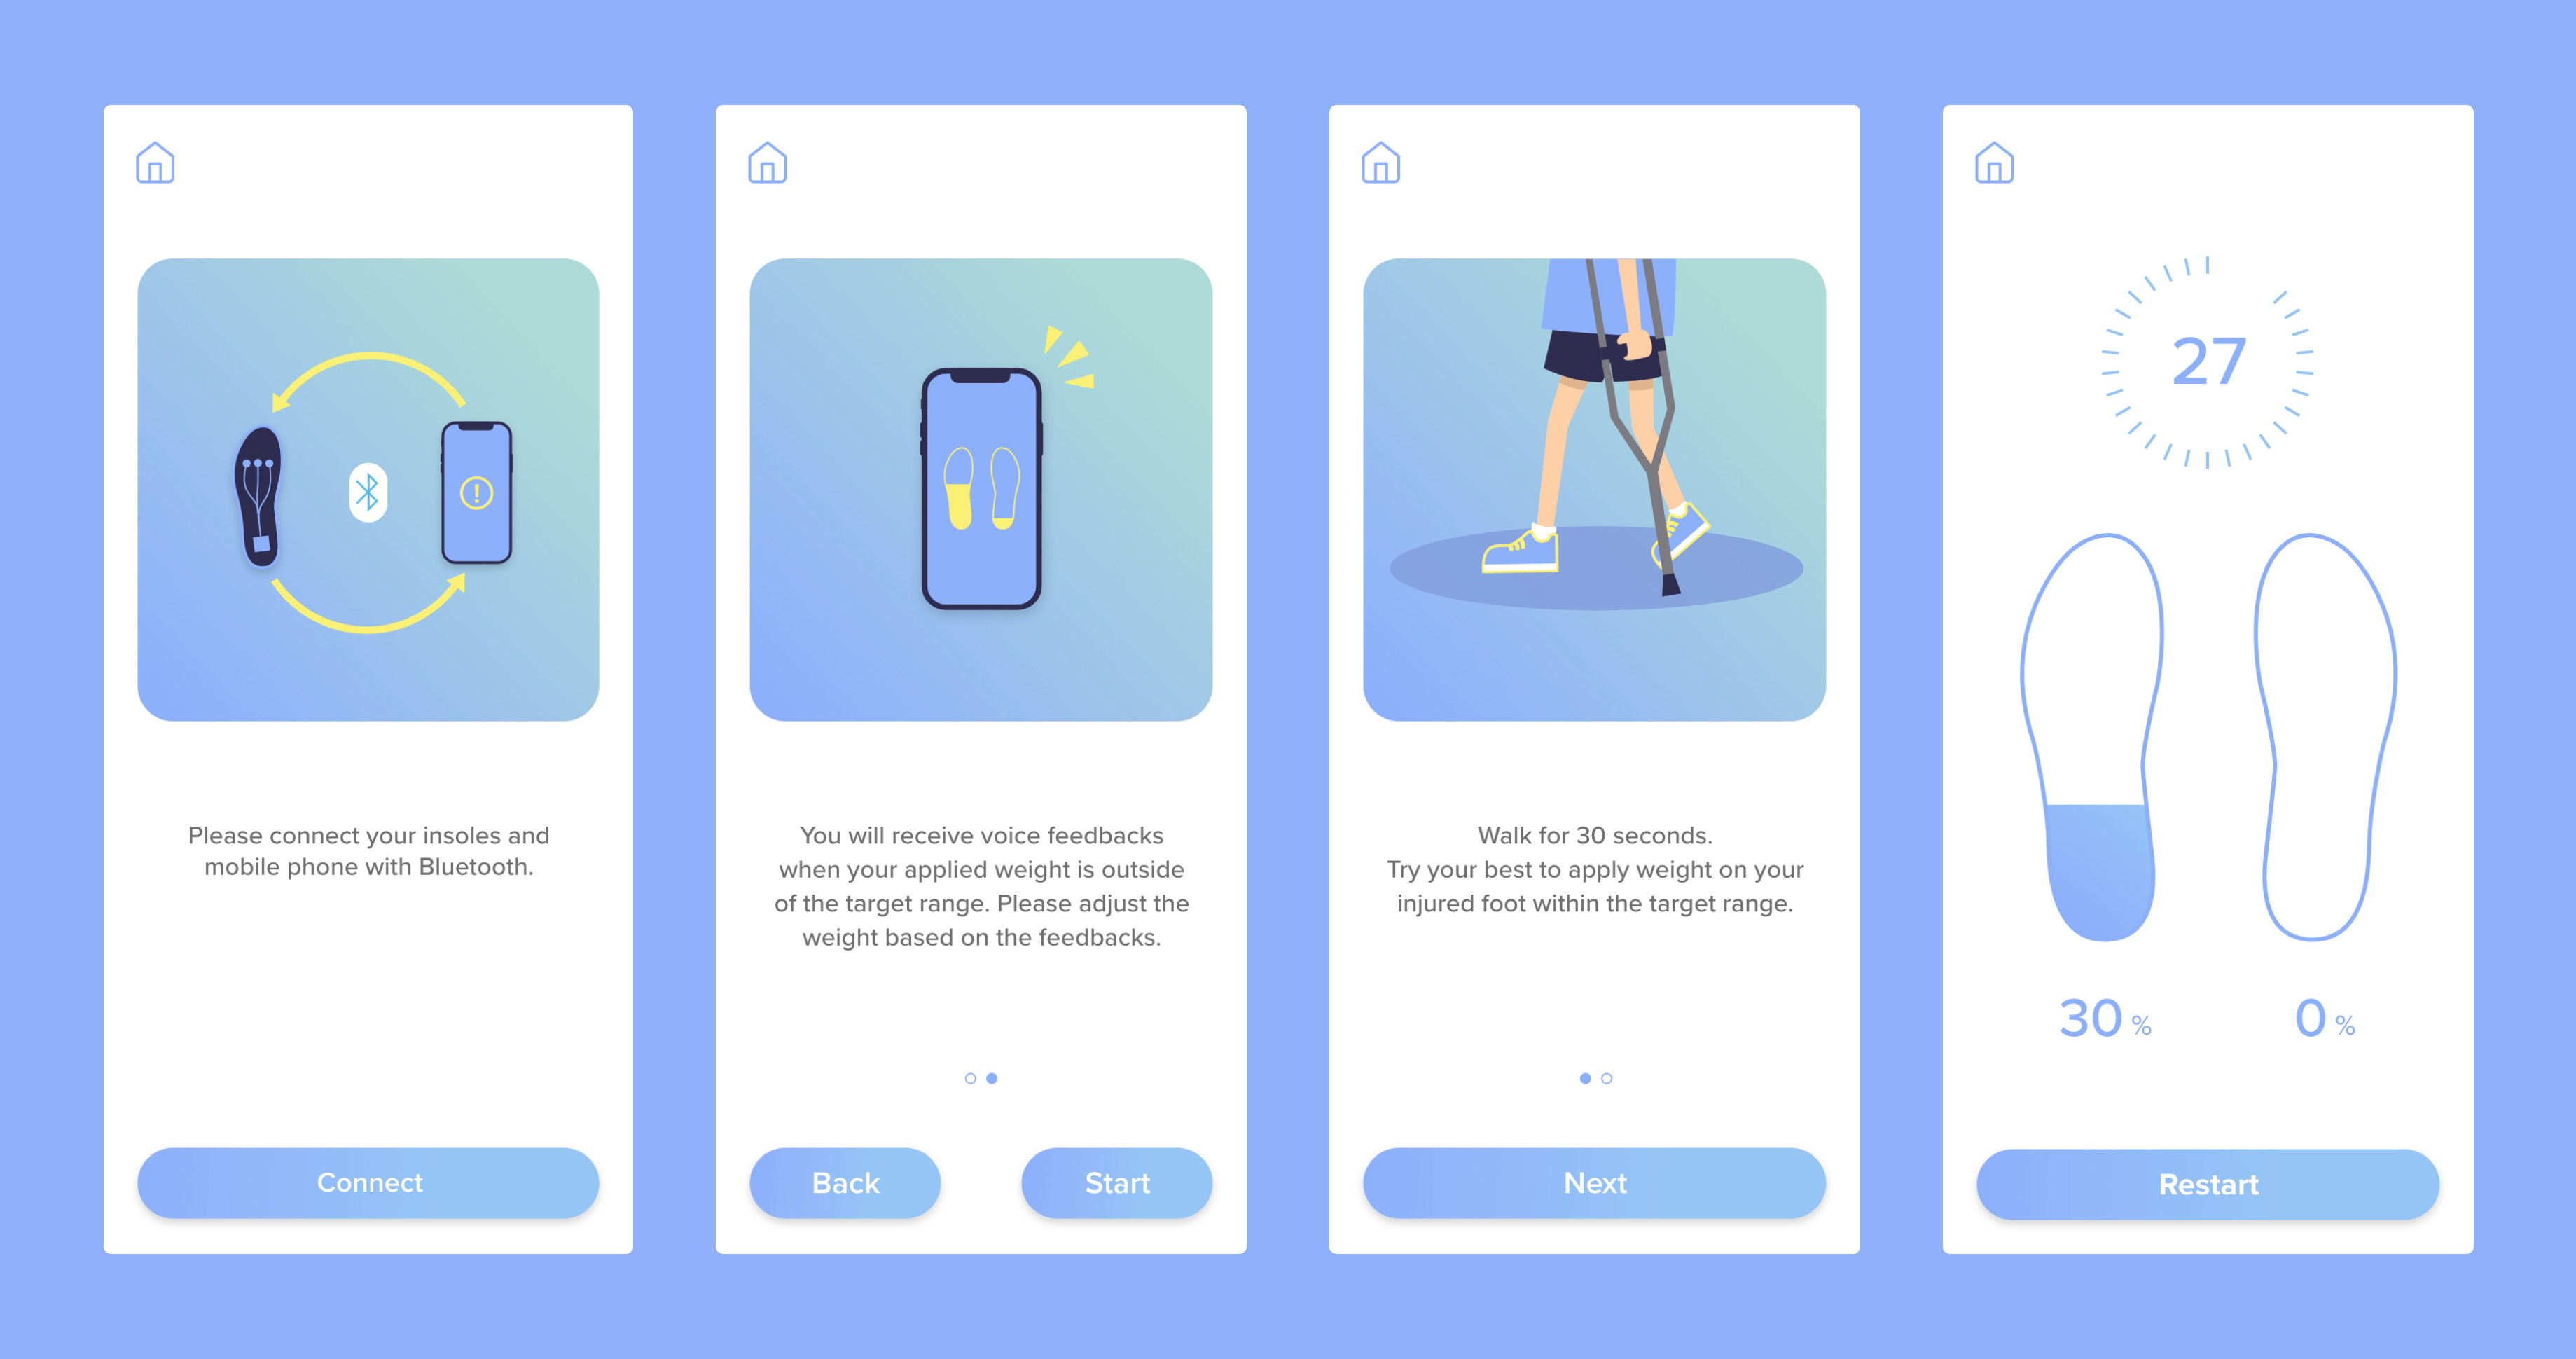 Please connect your insoles and
mobile phone with Bluetooth.
Connect
You will receive voice feedbacks
when your applied weight is outside
of the target range. Please adjust the
weight based on the feedbacks.
Back
Start
Walk for 30 seconds.
Try your best to apply weight on your
injured foot within the target range.
Next
27
30 %
0 %
Restart